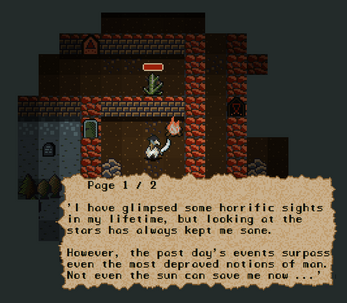 Page 1 / 2
'I have glimpsed some horrific sights
in my lifetime, but looking at the
stars has always kept me sane.
However, the past day's events surpass
even the most depraved notions of man.
Not even the sun can save me now ...'